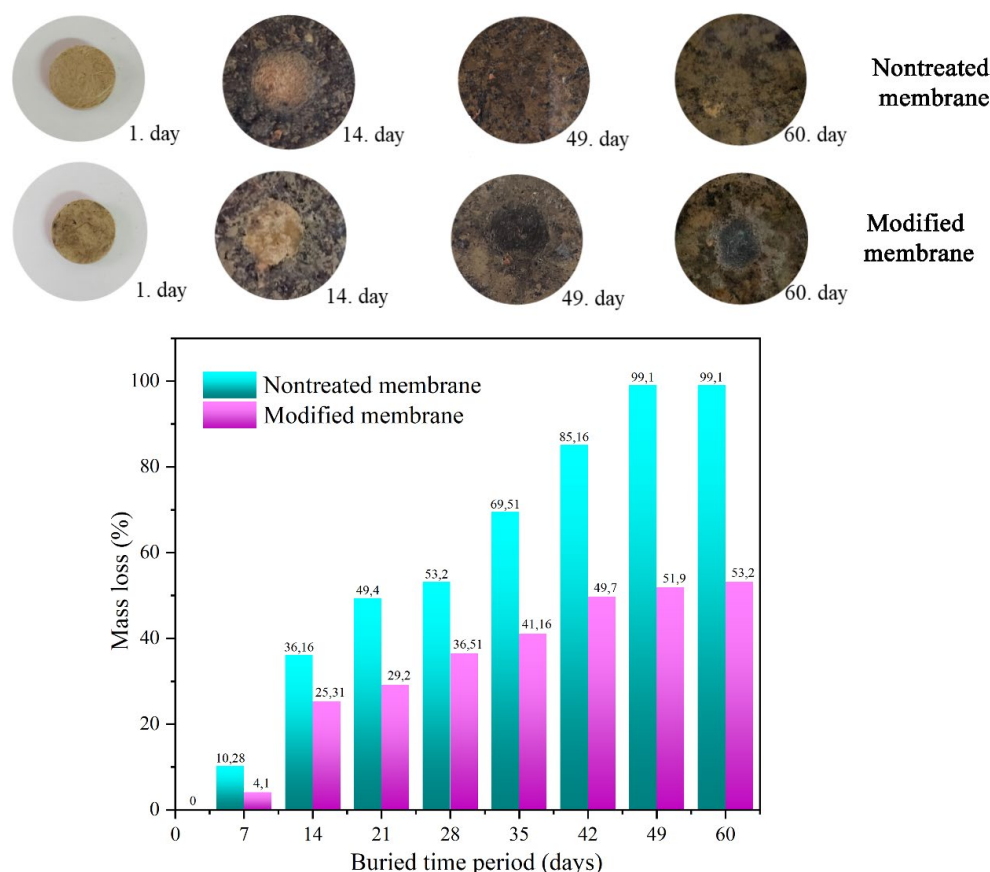 1. day
14. day
49. day
60. day
Nontreated
membrane
1. day
14. day
49. day
60. day
Modified
membrane
Nontreated membrane
Modified membrane
Mass loss (%)
100
80
60
40
20
0
0
10,28
4,1
36,16
25,31
49,4
29,2
53,2
36,51
69,51
41,16
85,16
49,7
99,1
51,9
99,1
53,2
0
7
14
21
28
35
42
49
60
Buried time period (days)